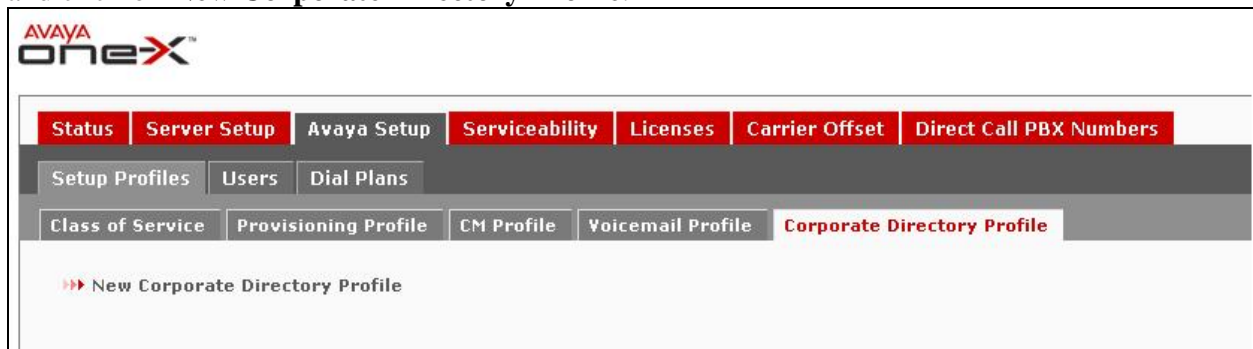 AVAYA
one-X™
Status Server Setup Avaya Setup Serviceability Licenses Carrier Offset Direct Call PBX Numbers
Setup Profiles Users Dial Plans
Class of Service Provisioning Profile CM Profile Voicemail Profile Corporate Directory Profile
New Corporate Directory Profile